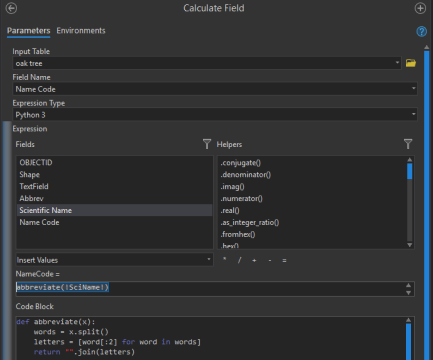 Calculate Field
Parameters Environments
Input Table
oak tree
Field Name
Name Code
Expression Type
Python 3
Expression
Fields
Helpers
OBJECTID
Shape
TextField
Abbrev
Scientific Name
Name Code
.conjugate()
.denominator()
.imag()
.numerator()
.real()
.as_integer_ratio()
.fromhex()
.hex()
Insert Values
* / + - =
NameCode =
abbreviate(!SciName!)
Code Block
def abbreviate(x):
    words = x.split()
    letters = [word[:2] for word in words]
    return "".join(letters)